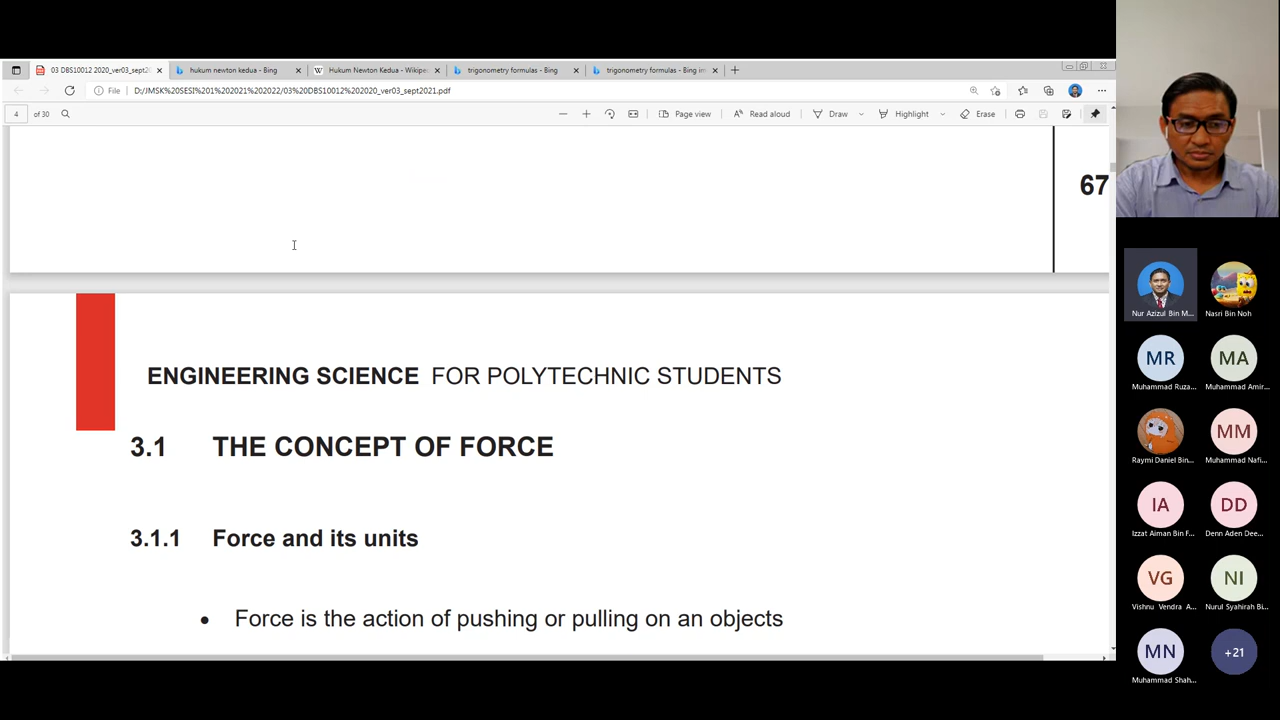 03 DBS10012 2020_ver03_sept20
hukum newton kedua - Bing
Hukum Newton Kedua - Wikipe
trigonometry formulas - Bing
trigonometry formulas - Bing im
File
D:/JMSK%20SESI%201%202021%202022/03%20DBS10012%202020_ver03_sept2021.pdf
4 of 30
Page view
Read aloud
Draw
Highlight
Erase
67
ENGINEERING SCIENCE FOR POLYTECHNIC STUDENTS
3.1 THE CONCEPT OF FORCE
3.1.1 Force and its units
• Force is the action of pushing or pulling on an objects
Nur Azizul Bin M...
Nasri Bin Noh
MR
MA
Muhammad Ruza...
Muhammad Amir...
MM
Raymi Daniel Bin...
Muhammad Nafi...
IA
DD
Izzat Aiman Bin F...
Denn Aden Dee...
VG
NI
Vishnu Vendra A...
Nurul Syahirah Bi...
MN
+21
Muhammad Shah...